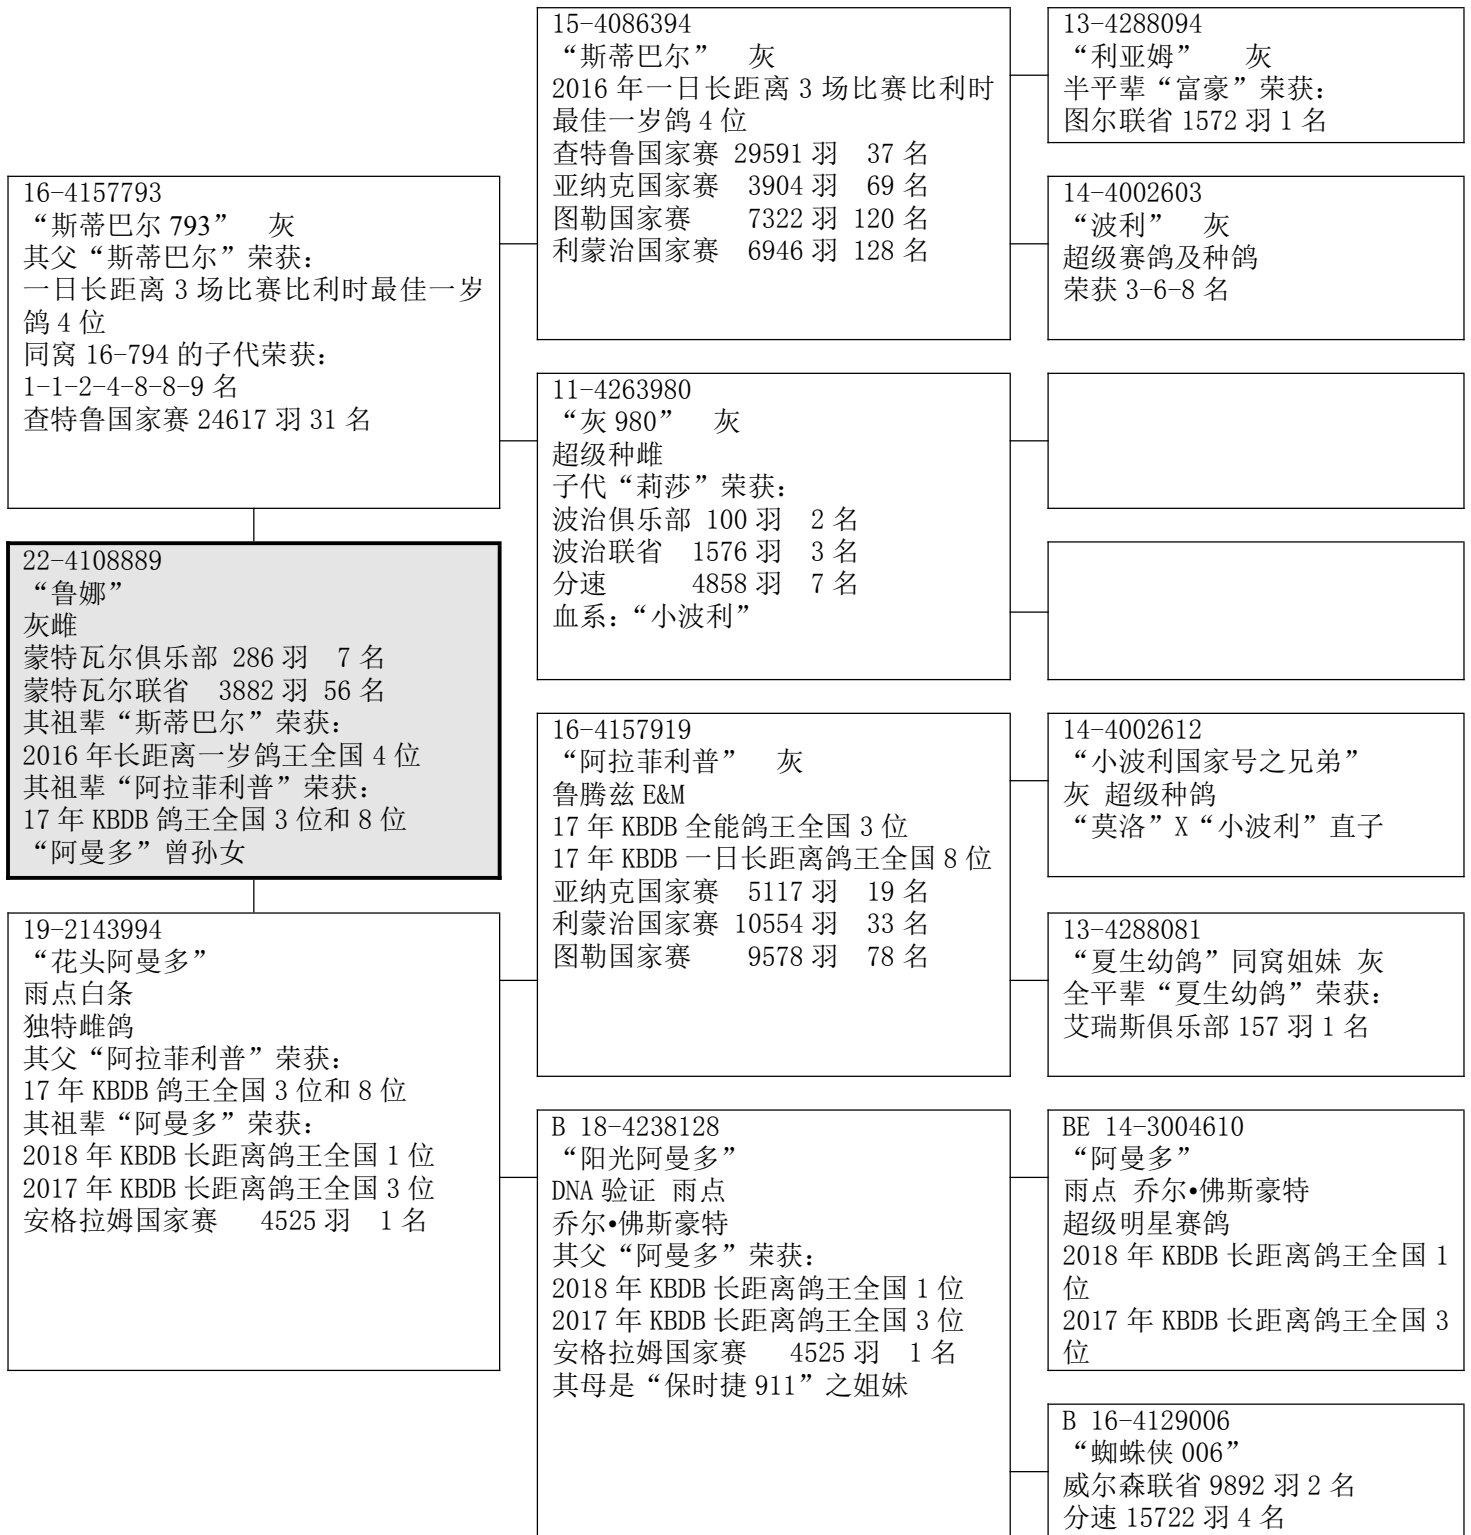 16-4157793
“斯蒂巴尔 793” 灰
其父“斯蒂巴尔”荣获：
一日长距离 3 场比赛比利时最佳一岁
鸽 4 位
同窝 16-794 的子代荣获：
1-1-2-4-8-8-9 名
查特鲁国家赛 24617 羽 31 名
22-4108889
“鲁娜”
灰雌
蒙特瓦尔俱乐部 286 羽 7 名
蒙特瓦尔联省 3882 羽 56 名
其祖辈“斯蒂巴尔”荣获：
2016 年长距离一岁鸽王全国 4 位
其祖辈“阿拉菲利普”荣获：
17 年 KBDB 鸽王全国 3 位和 8 位
“阿曼多”曾孙女
19-2143994
“花头阿曼多”
雨点白条
独特雌鸽
其父“阿拉菲利普”荣获：
17 年 KBDB 鸽王全国 3 位和 8 位
其祖辈“阿曼多”荣获：
2018 年 KBDB 长距离鸽王全国 1 位
2017 年 KBDB 长距离鸽王全国 3 位
安格拉姆国家赛 4525 羽 1 名
15-4086394
“斯蒂巴尔” 灰
2016 年一日长距离 3 场比赛比利时
最佳一岁鸽 4 位
查特鲁国家赛 29591 羽 37 名
亚纳克国家赛 3904 羽 69 名
图勒国家赛 7322 羽 120 名
利蒙治国家赛 6946 羽 128 名
11-4263980
“灰 980” 灰
超级种雌
子代“莉莎”荣获：
波治俱乐部 100 羽 2 名
波治联省 1576 羽 3 名
分速 4858 羽 7 名
血系：“小波利”
16-4157919
“阿拉菲利普” 灰
鲁腾兹 E&M
17 年 KBDB 全能鸽王全国 3 位
17 年 KBDB 一日长距离鸽王全国 8 位
亚纳克国家赛 5117 羽 19 名
利蒙治国家赛 10554 羽 33 名
图勒国家赛 9578 羽 78 名
B 18-4238128
“阳光阿曼多”
DNA 验证 雨点
乔尔•佛斯豪特
其父“阿曼多”荣获：
2018 年 KBDB 长距离鸽王全国 1 位
2017 年 KBDB 长距离鸽王全国 3 位
安格拉姆国家赛 4525 羽 1 名
其母是“保时捷 911”之姐妹
13-4288094
“利亚姆” 灰
半平辈“富豪”荣获：
图尔联省 1572 羽 1 名
14-4002603
“波利” 灰
超级赛鸽及种鸽
荣获 3-6-8 名
14-4002612
“小波利国家号之兄弟”
灰 超级种鸽
“莫洛”X“小波利”直子
13-4288081
“夏生幼鸽”同窝姐妹 灰
全平辈“夏生幼鸽”荣获：
艾瑞斯俱乐部 157 羽 1 名
BE 14-3004610
“阿曼多”
雨点 乔尔•佛斯豪特
超级明星赛鸽
2018 年 KBDB 长距离鸽王全国 1
位
2017 年 KBDB 长距离鸽王全国 3
位
B 16-4129006
“蜘蛛侠 006”
威尔森联省 9892 羽 2 名
分速 15722 羽 4 名